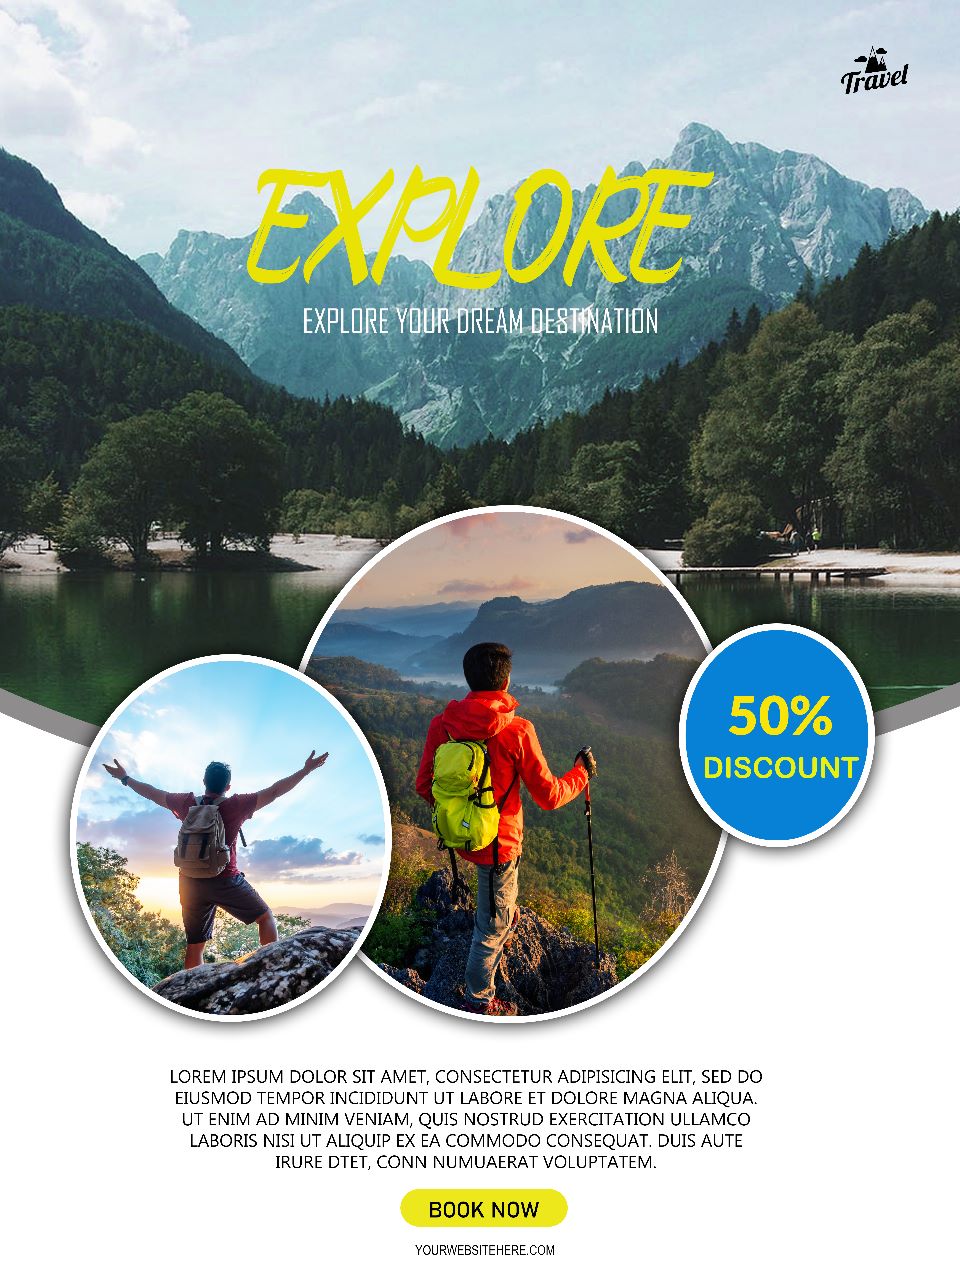 Travel
EXPLORE
EXPLORE YOUR DREAM DESTINATION
50%
DISCOUNT
LOREM IPSUM DOLOR SIT AMET, CONSECTETUR ADIPISICING ELIT, SED DO
EIUSMOD TEMPOR INCIDIDUNT UT LABORE ET DOLORE MAGNA ALIQUA.
UT ENIM AD MINIM VENIAM, QUIS NOSTRUD EXERCITATION ULLAMCO
LABORIS NISI UT ALIQUIP EX EA COMMODO CONSEQUAT. DUIS AUTE
IRURE DTET, CONN NUMUAERAT VOLUPTATEM.
BOOK NOW
YOURWEBSITEHERE.COM